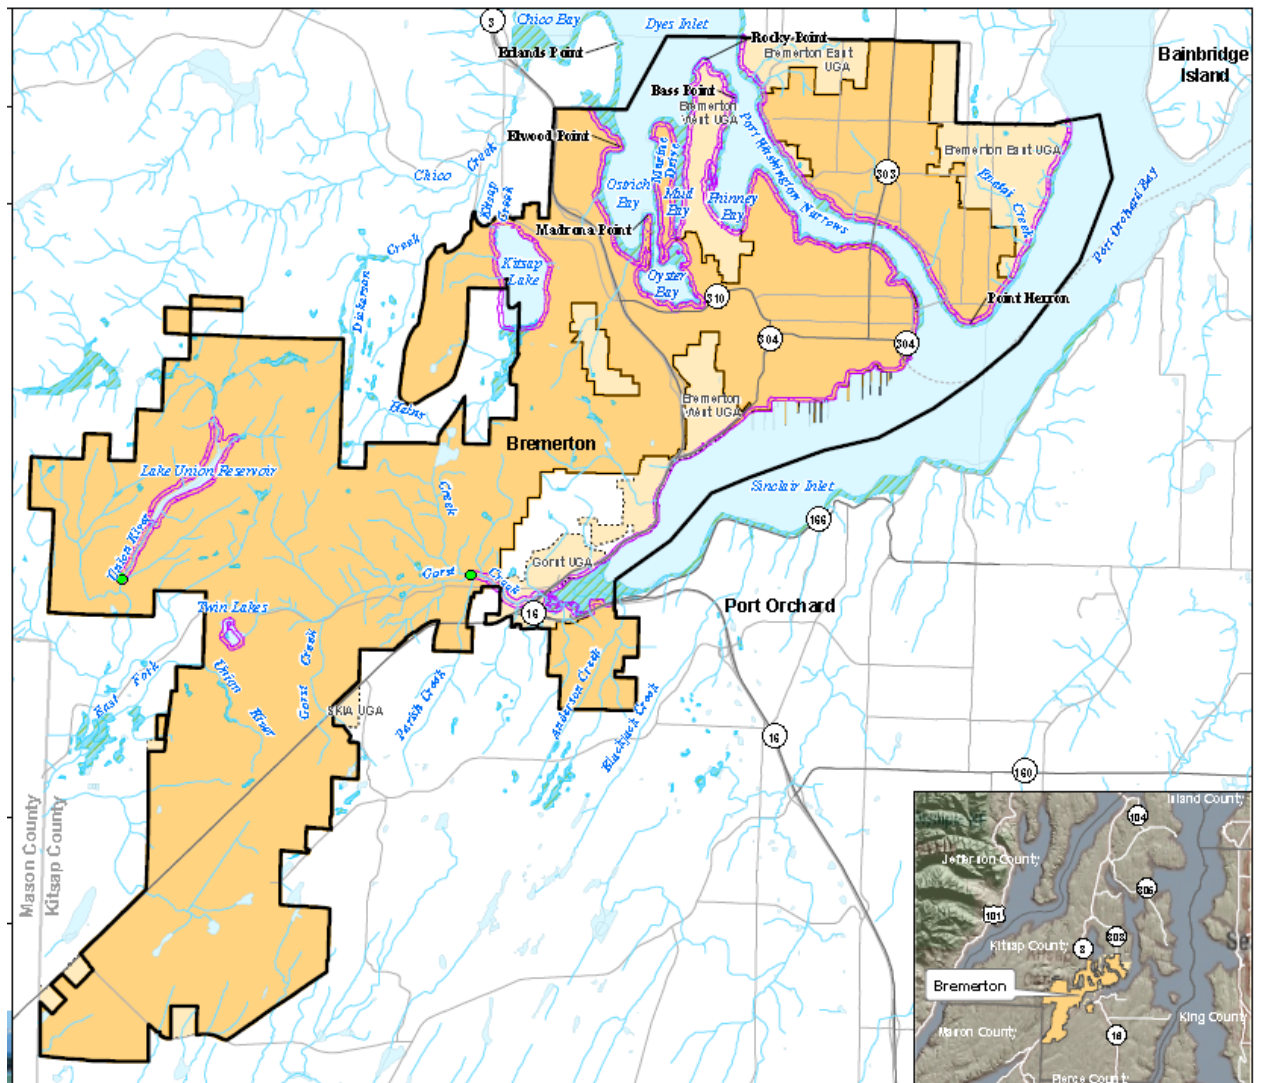 3
Chico Bay
Dyes Inlet
Erlands Point
Rocky Point
Bremerton East
UGA
Bainbridge
Island
Bass Point
Bremerton
West UGA
Elwood Point
Port Washington Narrows
Marine
Drive
Bremerton East UGA
Chico
Creek
303
Kitsap
Creek
Ostrich
Bay
Mud
Bay
Phinney
Bay
Enetai
Creek
Port Orchard Bay
Madrona Point
Dickerson
Creek
Kitsap
Lake
Oyster
Bay
310
Point Herron
304
304
Heins
Creek
Bremerton
West UGA
Bremerton
Lake Union Reservoir
Sinclair Inlet
166
Union River
Gorst
Creek
Gorst UGA
Twin Lakes
16
Port Orchard
East
Fork
Union
River
Gorst
Creek
SKIA UGA
Parish Creek
Anderson Creek
Blackjack Creek
16
160
Mason County
Kitsap County
Island County
104
Jefferson County
306
101
Kitsap County
3
303
Se
Bremerton
Mason County
King County
16
Pierce County